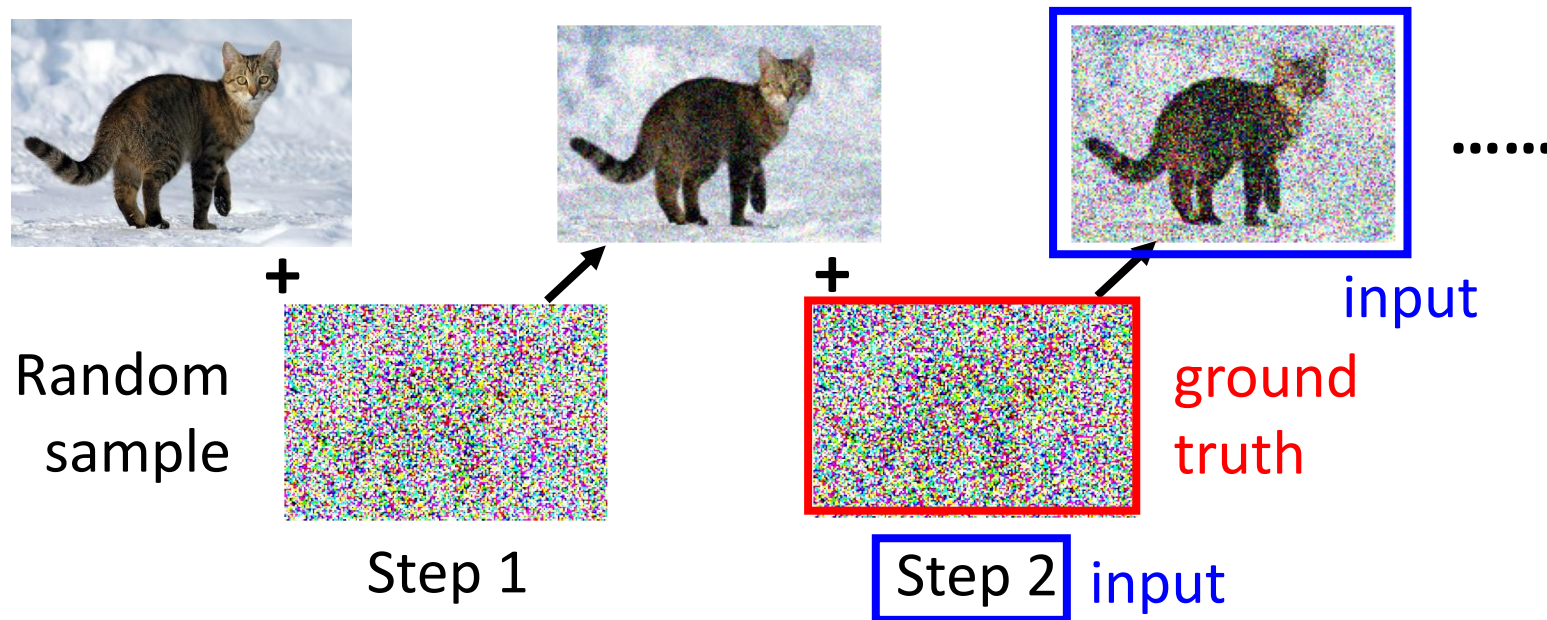 +
+
......
input
Random
sample
ground
truth
Step 1
Step 2
input